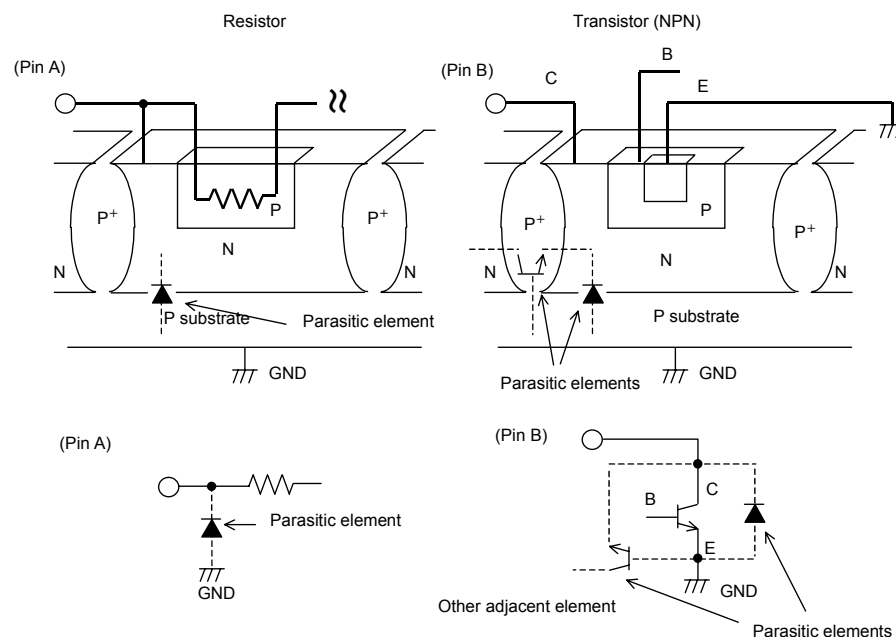 Resistor
Transistor (NPN)
(Pin A)
(Pin B)
C
B
E
P+
P
P+
N
N
N
P substrate
Parasitic element
GND
P+
P
P+
N
N
N
P substrate
Parasitic elements
GND
(Pin A)
Parasitic element
GND
(Pin B)
C
B
E
GND
Other adjacent element
Parasitic elements